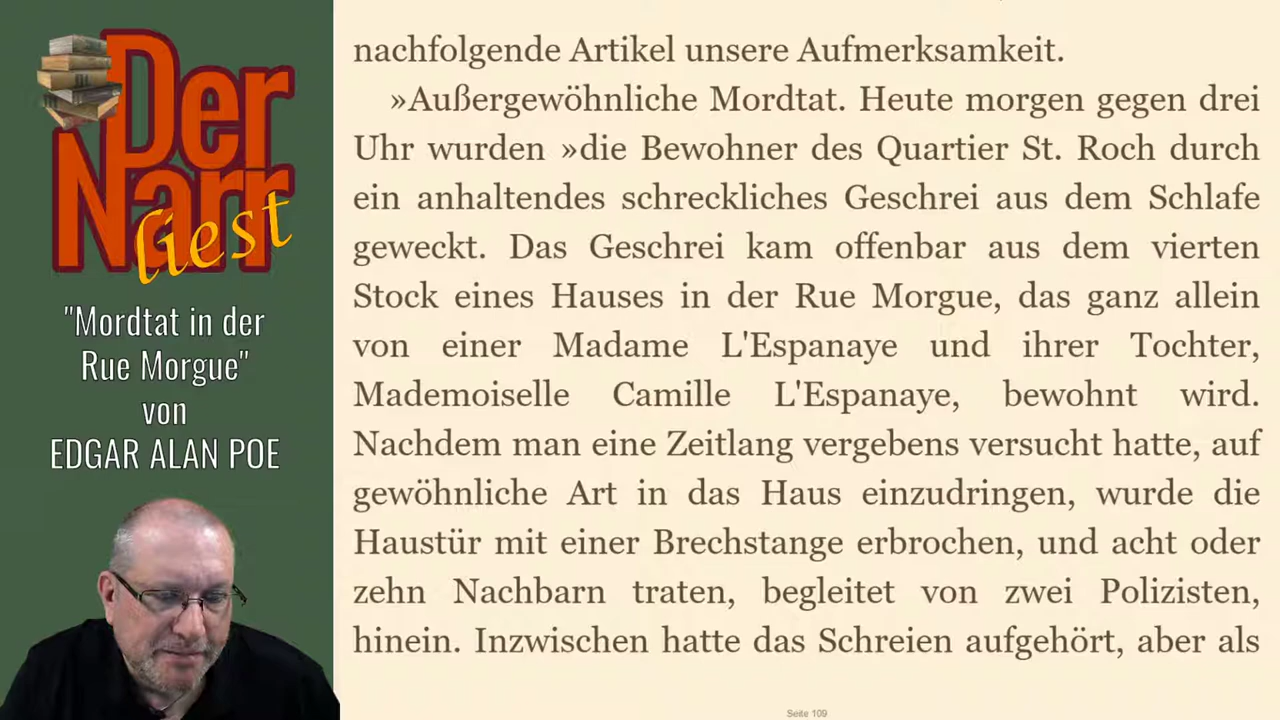 Der
Narr
liest
"Mordtat in der
Rue Morgue"
von
EDGAR ALAN POE
nachfolgende Artikel unsere Aufmerksamkeit.
»Außergewöhnliche Mordtat. Heute morgen gegen drei
Uhr wurden »die Bewohner des Quartier St. Roch durch
ein anhaltendes schreckliches Geschrei aus dem Schlafe
geweckt. Das Geschrei kam offenbar aus dem vierten
Stock eines Hauses in der Rue Morgue, das ganz allein
von einer Madame L'Espanaye und ihrer Tochter,
Mademoiselle Camille L'Espanaye, bewohnt wird.
Nachdem man eine Zeitlang vergebens versucht hatte, auf
gewöhnliche Art in das Haus einzudringen, wurde die
Haustür mit einer Brechstange erbrochen, und acht oder
zehn Nachbarn traten, begleitet von zwei Polizisten,
hinein. Inzwischen hatte das Schreien aufgehört, aber als
Seite 109